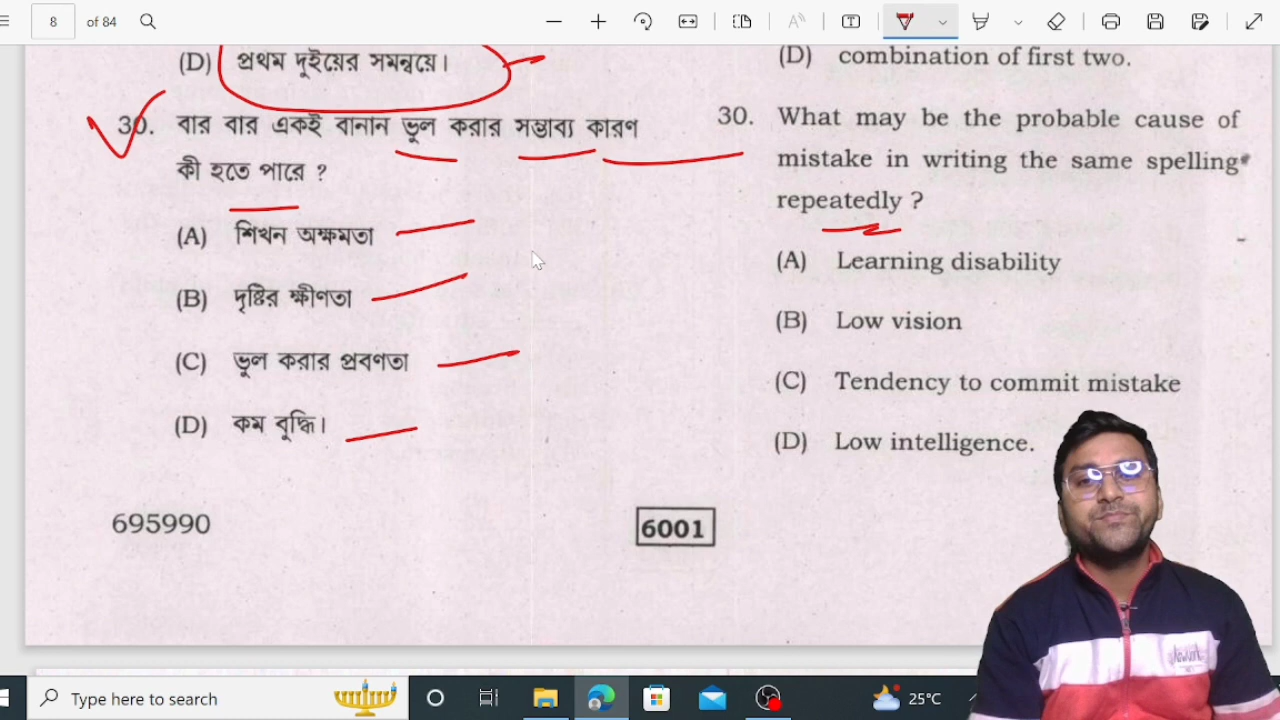 8
of 84
(D) প্রথম দুইয়ের সমন্বয়ে।
30. বার বার একই বানান ভুল করার সম্ভাব্য কারণ
কী হতে পারে ?
(A) শিখন অক্ষমতা
(B) দৃষ্টির ক্ষীণতা
(C) ভুল করার প্রবণতা
(D) কম বুদ্ধি।
(D) combination of first two.
30. What may be the probable cause of
mistake in writing the same spelling
repeatedly ?
(A) Learning disability
(B) Low vision
(C) Tendency to commit mistake
(D) Low intelligence.
695990
6001
Type here to search
25°C